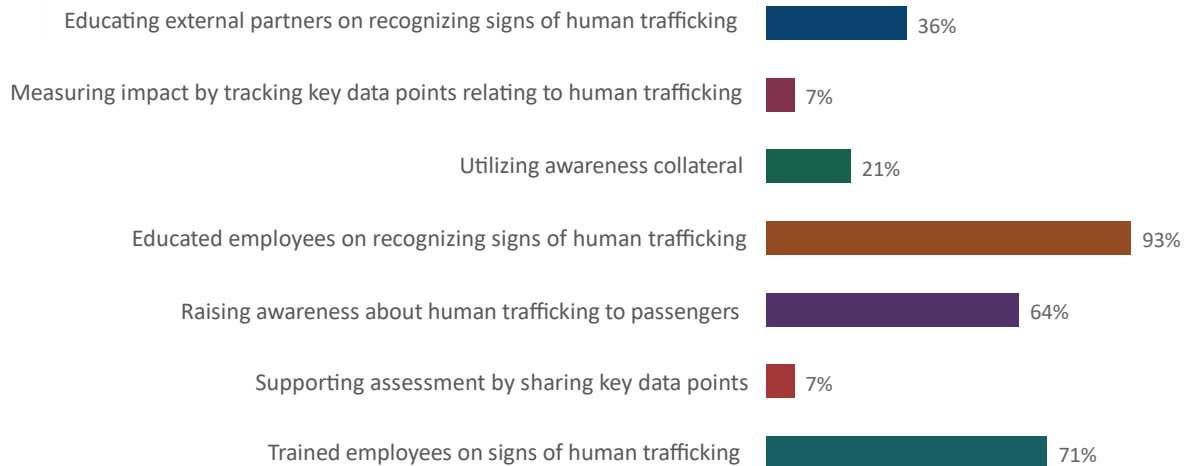 Educating external partners on recognizing signs of human trafficking 36%
Measuring impact by tracking key data points relating to human trafficking 7%
Utilizing awareness collateral 21%
Educated employees on recognizing signs of human trafficking 93%
Raising awareness about human trafficking to passengers 64%
Supporting assessment by sharing key data points 7%
Trained employees on signs of human trafficking 71%